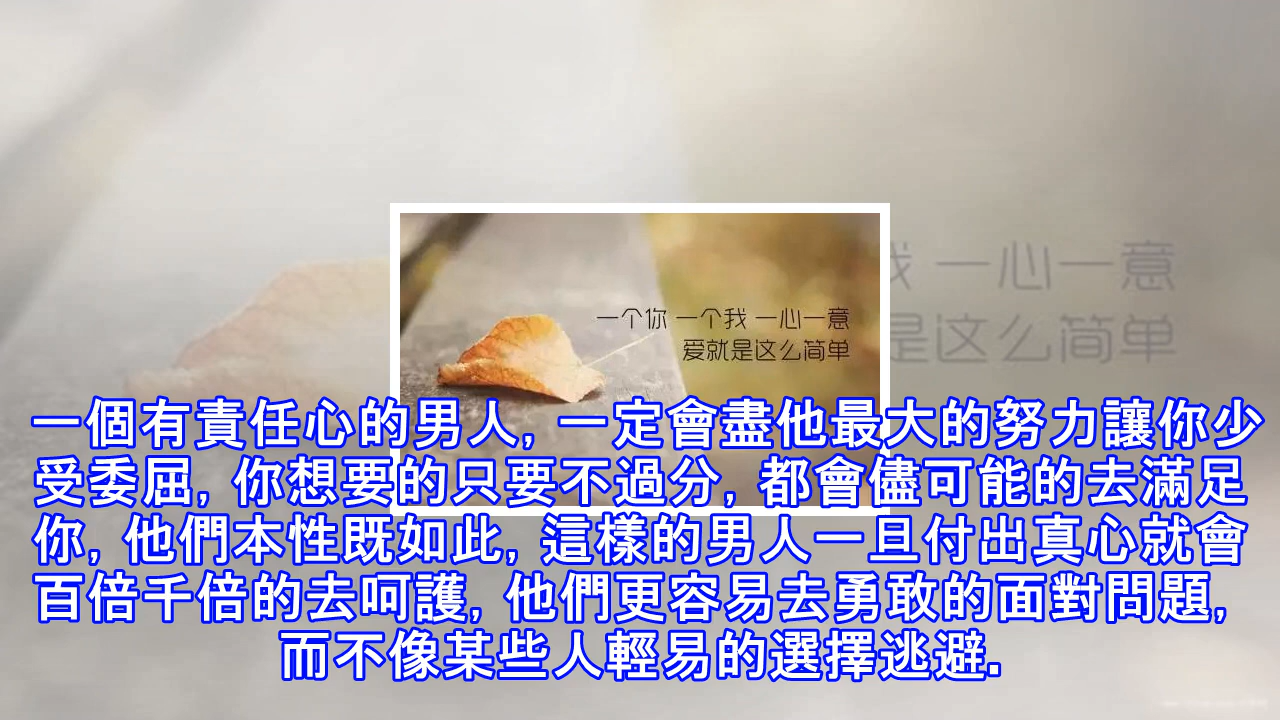 一个你 一个我 一心一意
爱就是这么简单
我 一心一意
是这么简单
一個有責任心的男人, 一定會盡他最大的努力讓你少
受委屈, 你想要的只要不過分, 都會儘可能的去滿足
你, 他們本性既如此, 這樣的男人一旦付出真心就會
百倍千倍的去呵護, 他們更容易去勇敢的面對問題,
而不像某些人輕易的選擇逃避.